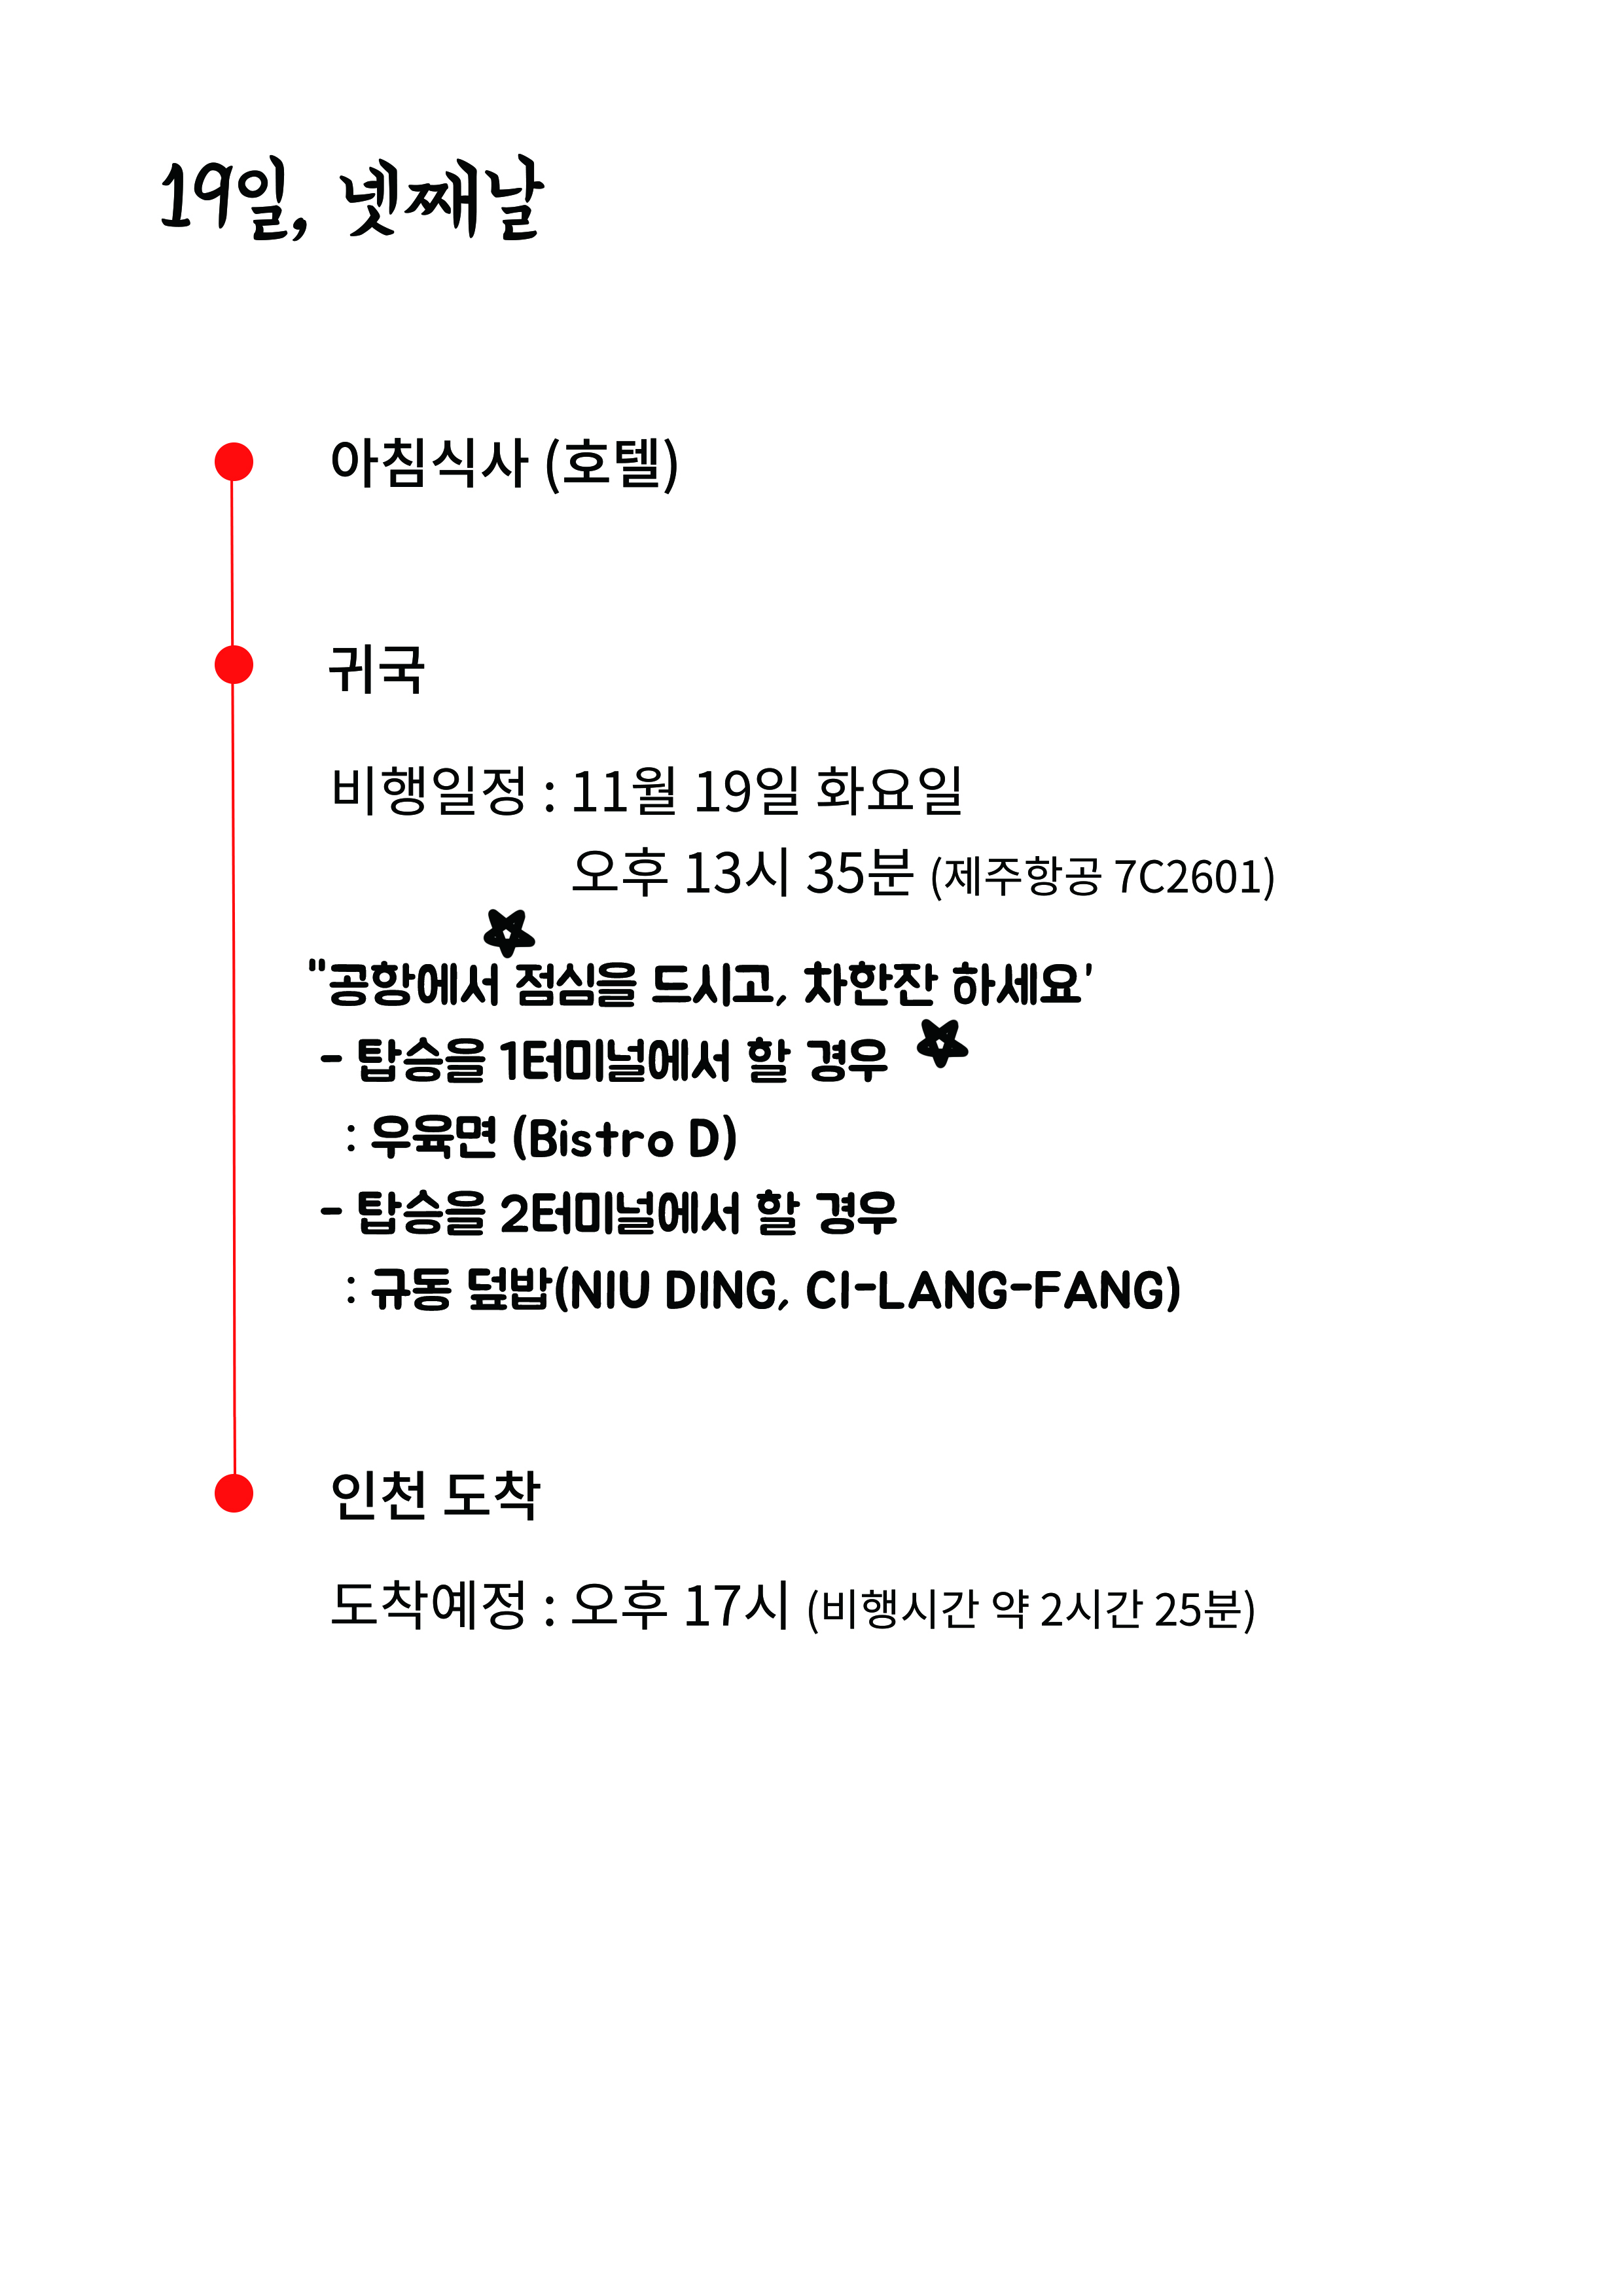 19일, 넷째날
아침식사 (호텔)
귀국
비행일정 : 11월 19일 화요일
오후 13시 35분 (제주항공 7C2601)
"공항에서 점심을 드시고, 차한잔 하세요'
- 탑승을 1터미널에서 할 경우
: 우육면 (Bistro D)
- 탑승을 2터미널에서 할 경우
: 규동 덮밥(NIU DING, CI-LANG-FANG)
인천 도착
도착예정 : 오후 17시 (비행시간 약 2시간 25분)